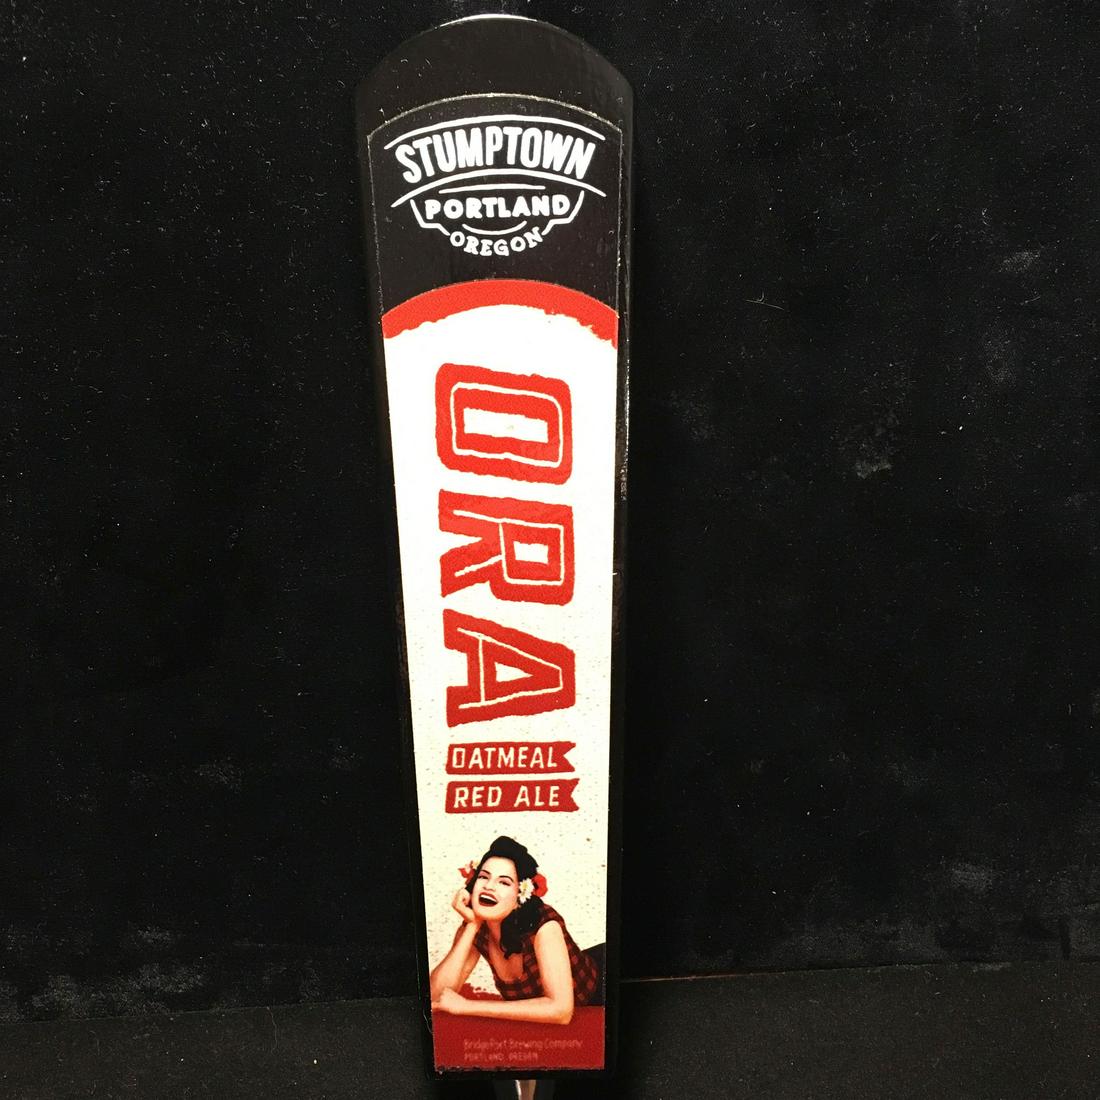 STUMPTOWN
PORTLAND
OREGON
ORA
OATMEAL
RED ALE
BridgePort Brewing Company
PORTLAND, OREGON